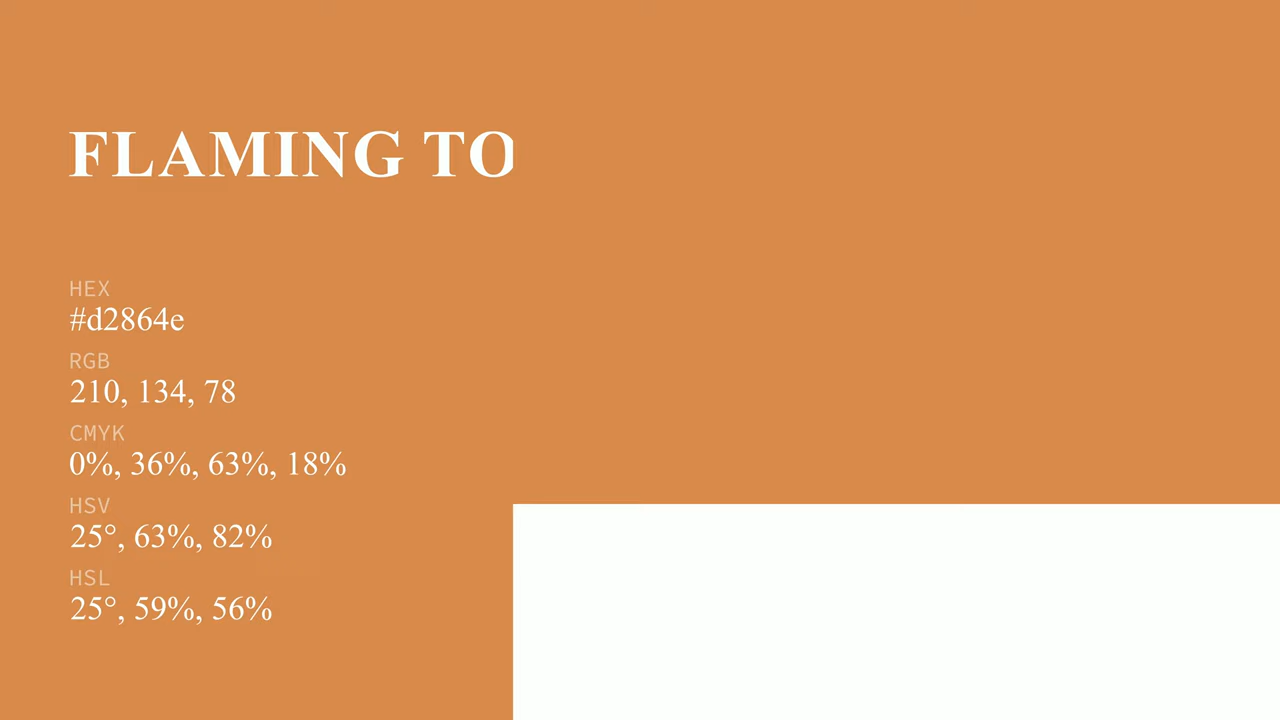 FLAMING TO
HEX
#d2864e
RGB
210, 134, 78
CMYK
0%, 36%, 63%, 18%
HSV
25°, 63%, 82%
HSL
25°, 59%, 56%